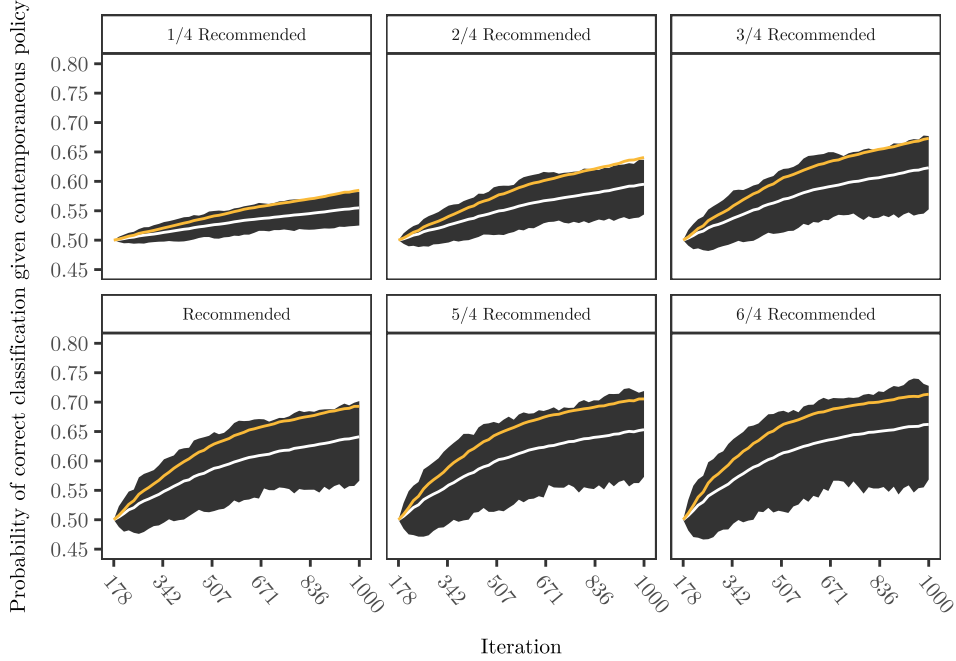 Probability of correct classification given contemporaneous policy
1/4 Recommended
2/4 Recommended
3/4 Recommended
0.80
0.75
0.70
0.65
0.60
0.55
0.50
0.45
Recommended
5/4 Recommended
6/4 Recommended
0.80
0.75
0.70
0.65
0.60
0.55
0.50
0.45
178 342 507 671 836 1000
178 342 507 671 836 1000
178 342 507 671 836 1000
Iteration